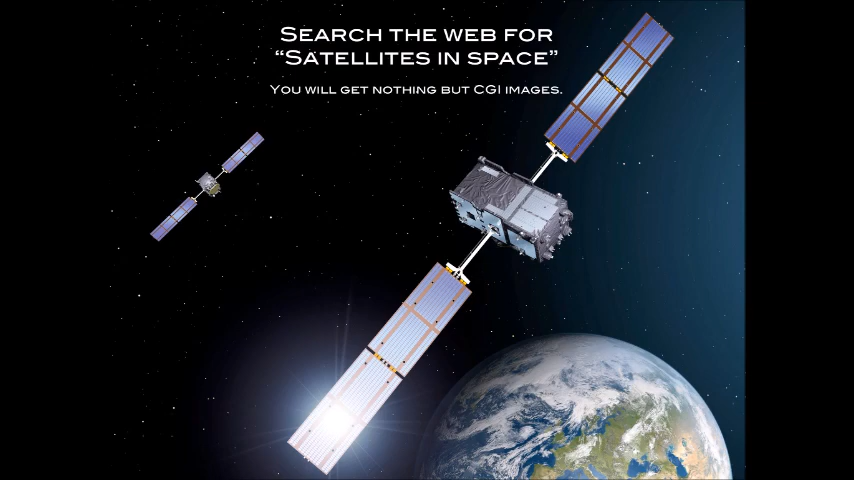 Search the web for
“Satellites in space”
You will get nothing but CGI images.